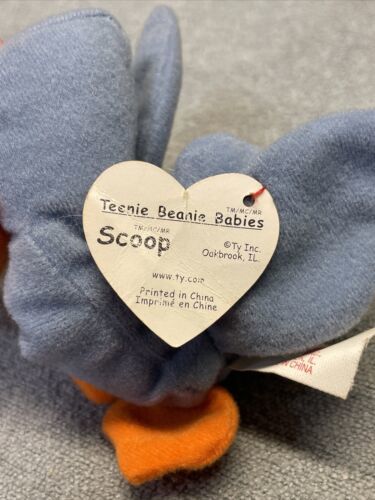 Teenie Beanie Babies
TM/MC/MR
TM/MC/MR
Scoop
©Ty Inc.
Oakbrook, IL.
www.ty.com
Printed in China
Imprimé en Chine
CHINA